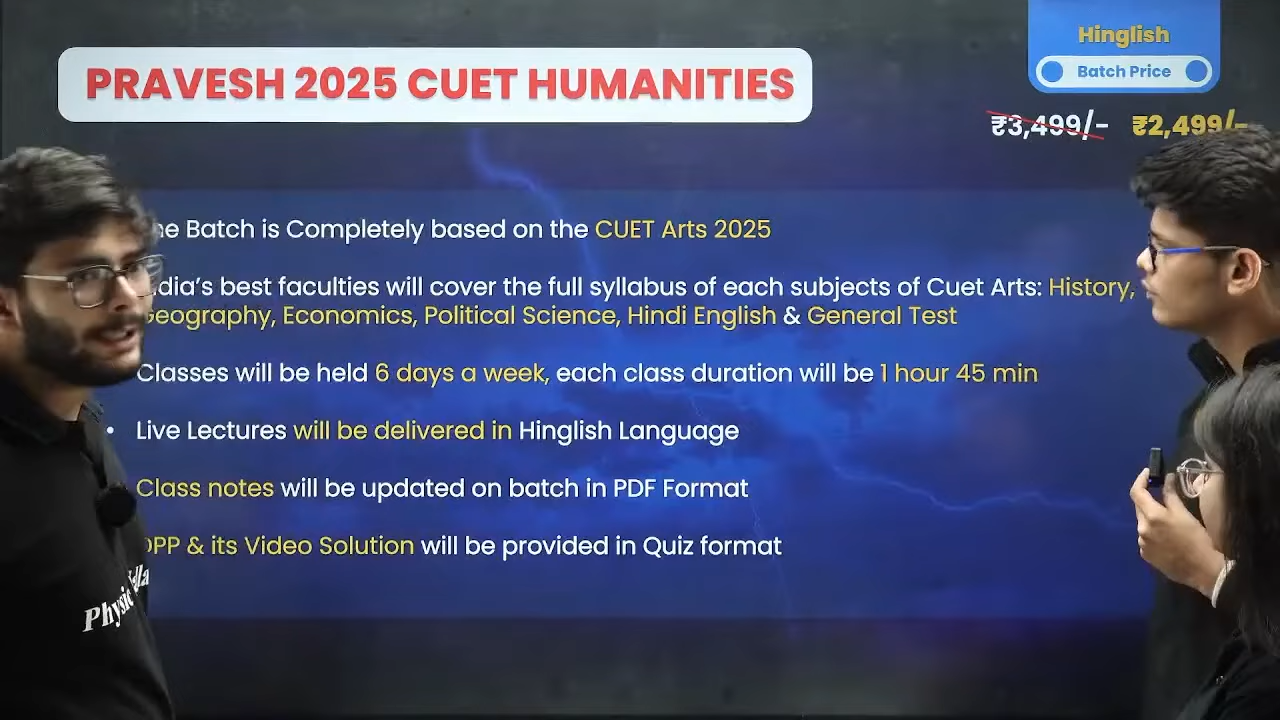 PRAVESH 2025 CUET HUMANITIES
Hinglish
Batch Price
₹3,499/- ₹2,499/-
Batch is Completely based on the CUET Arts 2025
best faculties will cover the full syllabus of each subjects of Cuet Arts: History,
Geography, Economics, Political Science, Hindi English & General Test
Classes will be held 6 days a week, each class duration will be 1 hour 45 min
• Live Lectures will be delivered in Hinglish Language
Class notes will be updated on batch in PDF Format
DPP & its Video Solution will be provided in Quiz format